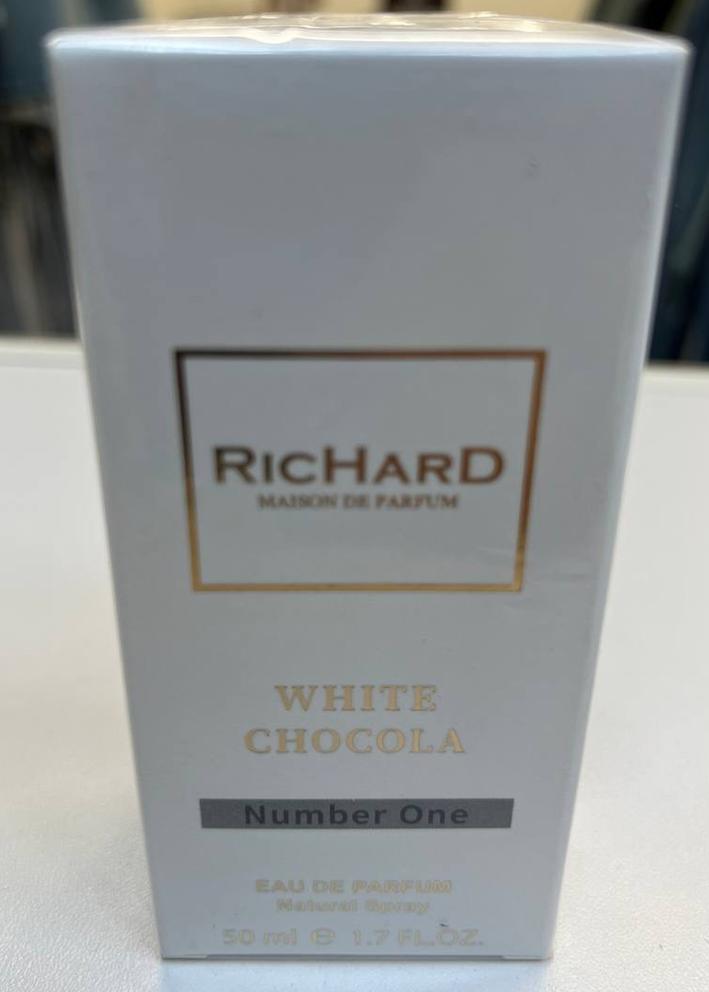 RICHARD
MAISON DE PARFUM
WHITE
CHOCOLA
Number One
EAU DE PARFUM
Natural Spray
50 ml ℮ 1.7 FL.OZ.